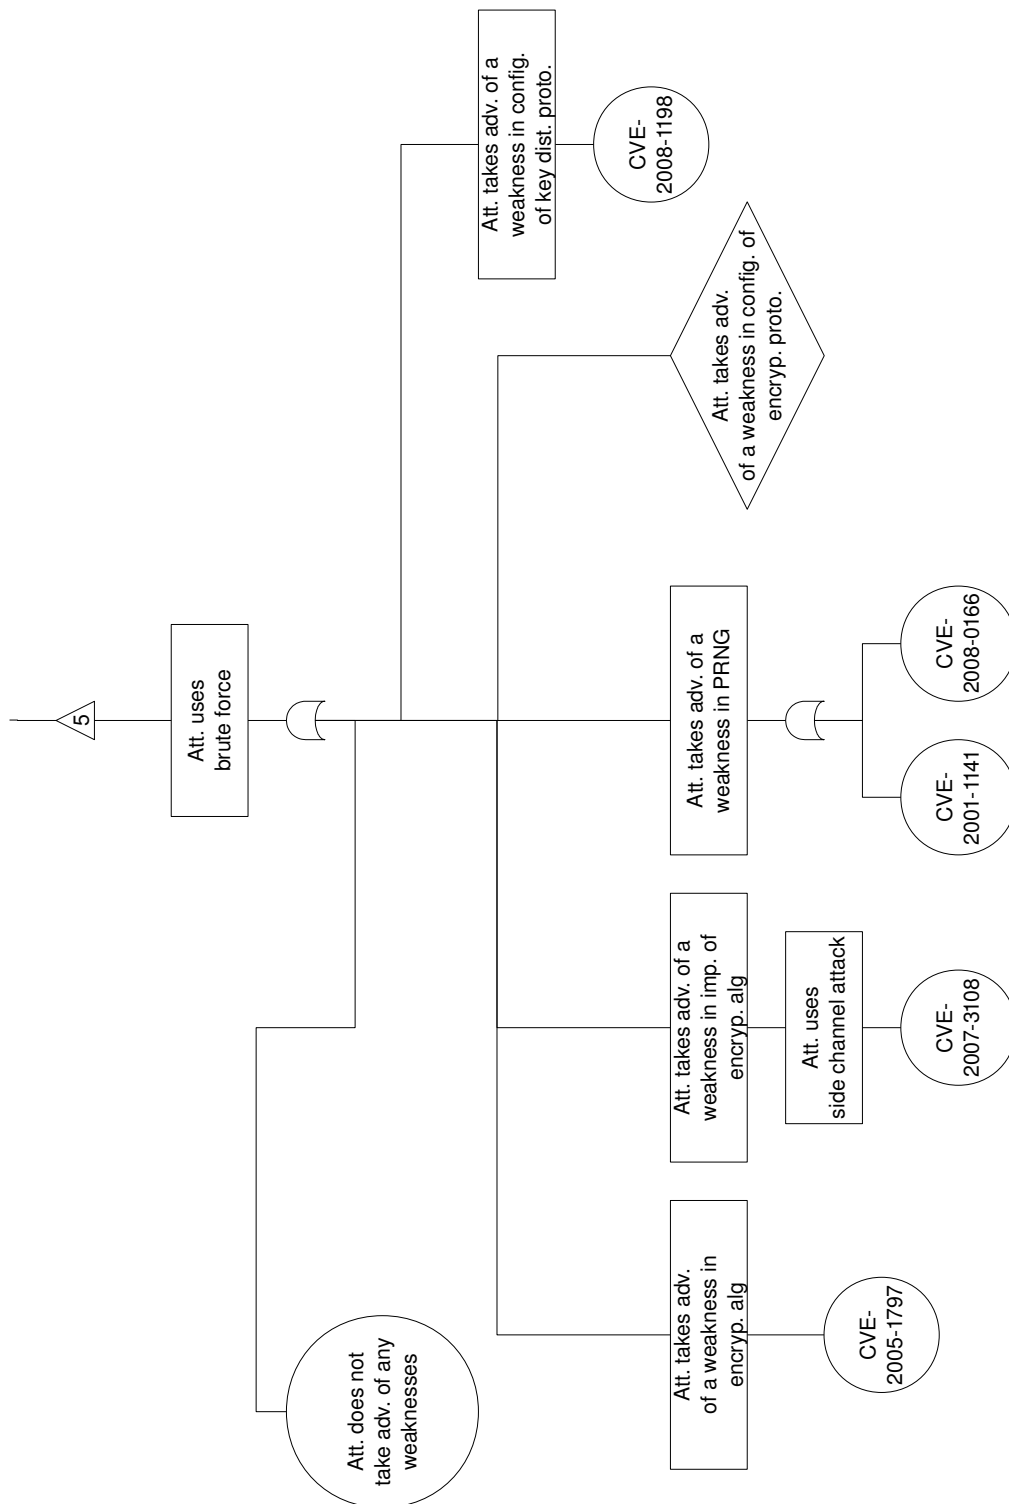 5
Att. uses
brute force
Att. does not
take adv. of any
weaknesses
Att. takes adv.
of a weakness in
encryp. alg
CVE-
2005-1797
Att. takes adv. of a
weakness in imp. of
encryp. alg
Att. uses
side channel attack
CVE-
2007-3108
Att. takes adv. of a
weakness in PRNG
CVE-
2001-1141
CVE-
2008-0166
Att. takes adv.
of a weakness in config. of
encryp. proto.
Att. takes adv. of a
weakness in config.
of key dist. proto.
CVE-
2008-1198